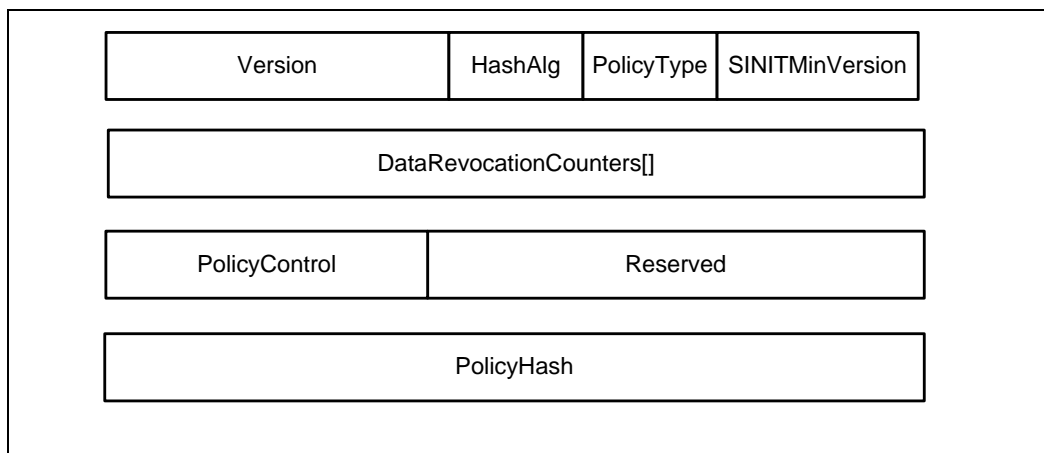 Version HashAlg PolicyType SINITMinVersion
DataRevocationCounters[]
PolicyControl Reserved
PolicyHash